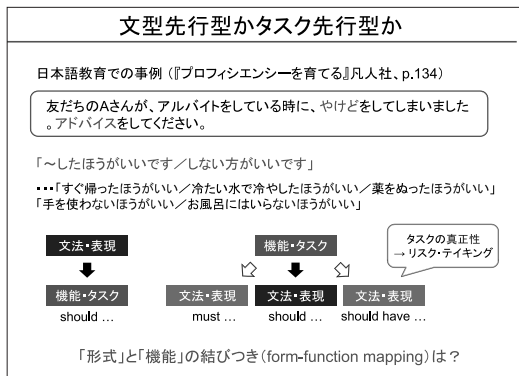 文型先行型かタスク先行型か
日本語教育での事例（『プロフィシエンシーを育てる』凡人社、p.134）
友だちのAさんが、アルバイトをしている時に、やけどをしてしまいました
。アドバイスをしてください。
「～したほうがいいです／しない方がいいです」
・・・「すぐ帰ったほうがいい／冷たい水で冷やしたほうがいい／薬をぬったほうがいい」
「手を使わないほうがいい／お風呂にはいらないほうがいい」
文法・表現
機能・タスク
should …
機能・タスク
タスクの真正性
→ リスク・テイキング
文法・表現
文法・表現
文法・表現
must …
should …
should have …
「形式」と「機能」の結びつき（form-function mapping）は？